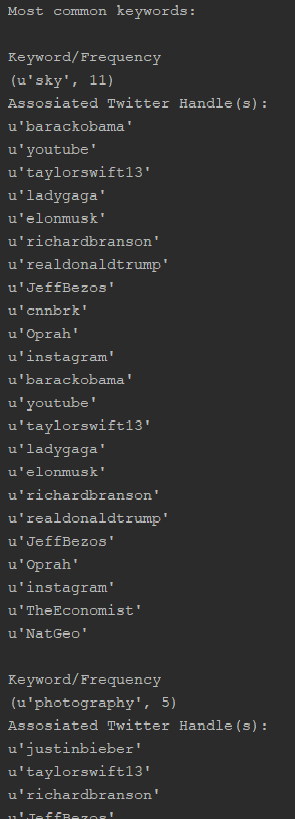 Most common keywords:
Keyword/Frequency
(u'sky', 11)
Assosiated Twitter Handle(s):
u'barackobama'
u'youtube'
u'taylorswift13'
u'ladygaga'
u'elonmusk'
u'richardbranson'
u'realdonaldtrump'
u'JeffBezos'
u'cnnbrk'
u'Oprah'
u'instagram'
u'barackobama'
u'youtube'
u'taylorswift13'
u'ladygaga'
u'elonmusk'
u'richardbranson'
u'realdonaldtrump'
u'JeffBezos'
u'Oprah'
u'instagram'
u'TheEconomist'
u'NatGeo'
Keyword/Frequency
(u'photography', 5)
Assosiated Twitter Handle(s):
u'justinbieber'
u'taylorswift13'
u'richardbranson'
u'JeffBezos'